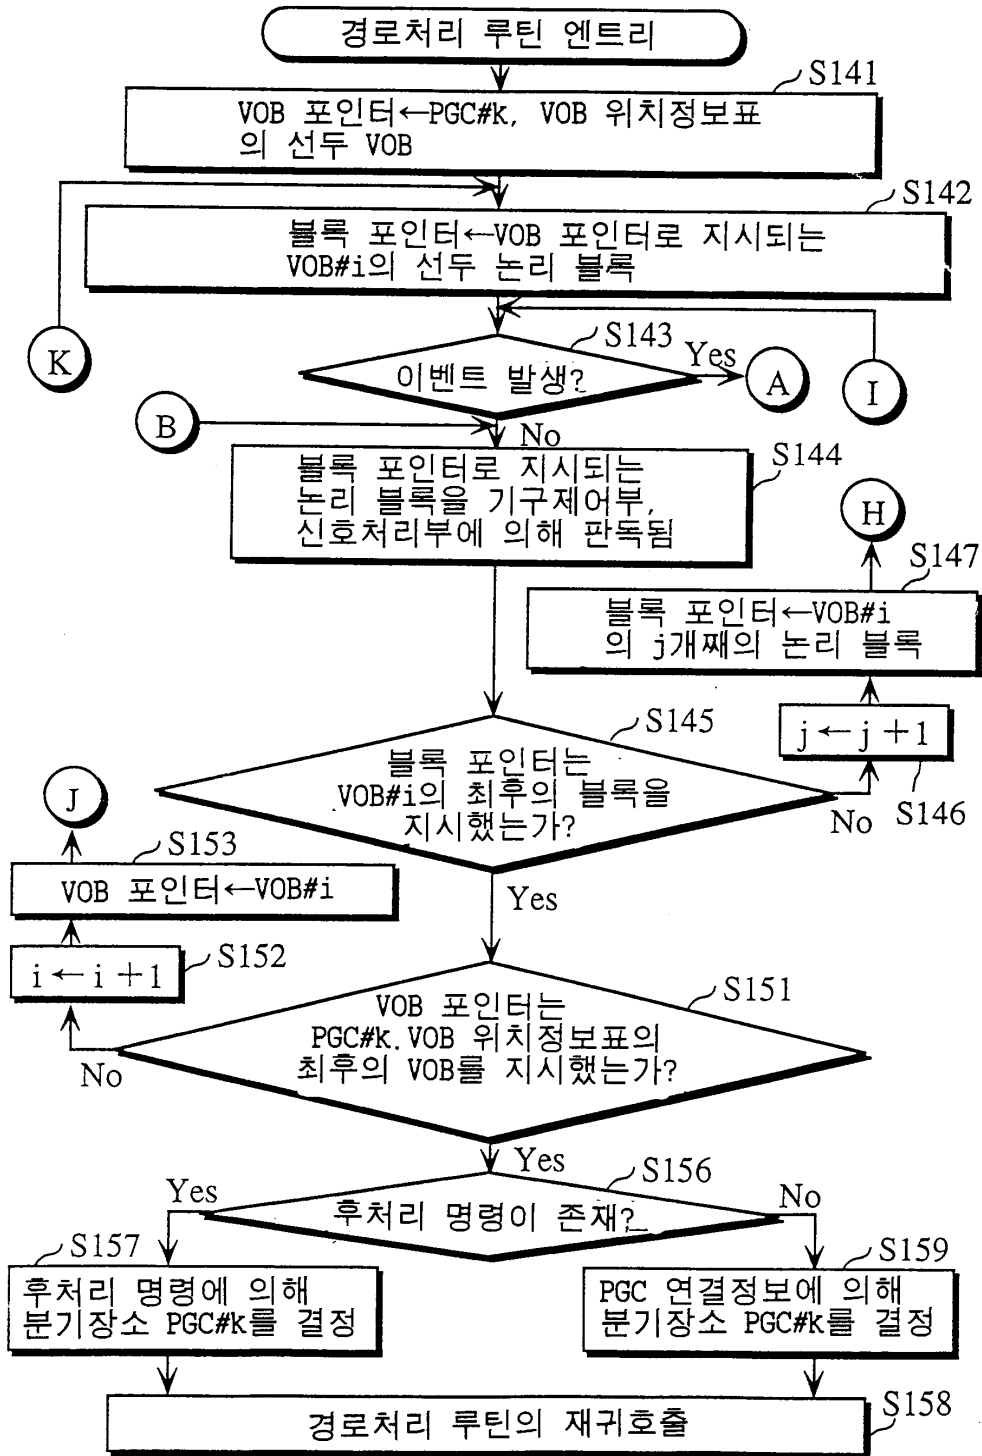 경로처리 루틴 엔트리
S141
VOB 포인터←PGC#k, VOB 위치정보표
의 선두 VOB
S142
블록 포인터←VOB 포인터로 지시되는
VOB#i의 선두 논리 블록
K
S143
이벤트 발생?
Yes
A
I
B
No
S144
블록 포인터로 지시되는
논리 블록을 기구제어부,
신호처리부에 의해 판독됨
H
S147
블록 포인터←VOB#i
의 j개째의 논리 블록
j←j+1
S146
S145
블록 포인터는
VOB#i의 최후의 블록을
지시했는가?
No
Yes
J
S153
VOB 포인터←VOB#i
i←i+1
S152
S151
VOB 포인터는
PGC#k.VOB 위치정보표의
최후의 VOB를 지시했는가?
No
Yes
S156
후처리 명령이 존재?
Yes
No
S157
후처리 명령에 의해
분기장소 PGC#k를 결정
S159
PGC 연결정보에 의해
분기장소 PGC#k를 결정
경로처리 루틴의 재귀호출
S158